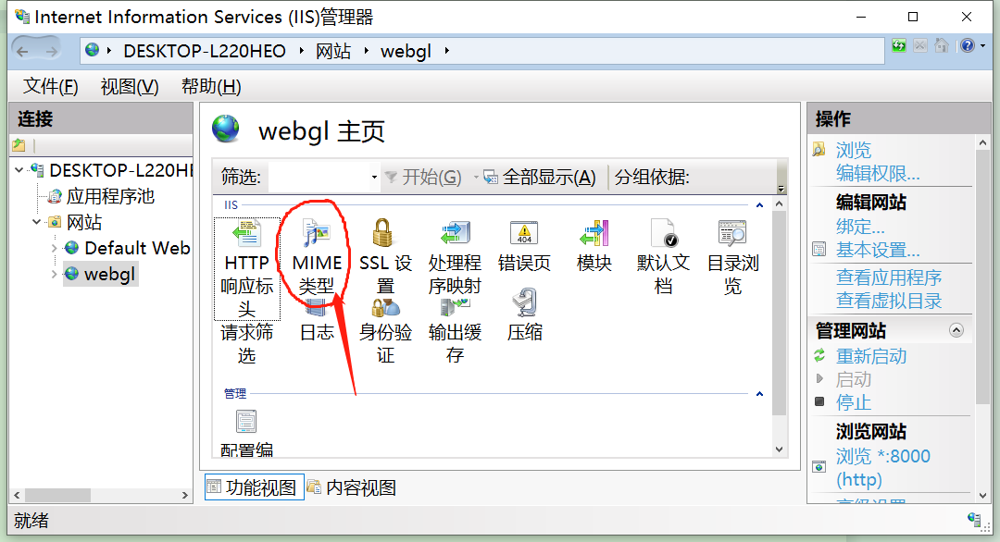 Internet Information Services (IIS)管理器
DESKTOP-L220HEO
网站
webgl
文件(F)
视图(V)
帮助(H)
连接
DESKTOP-L220HE
应用程序池
网站
Default Web
webgl
webgl 主页
筛选:
开始(G)
全部显示(A)
分组依据:
IIS
HTTP
响应标
头
MIME
类型
SSL 设
置
处理程
序映射
错误页
模块
默认文
档
目录浏
览
请求筛
选
日志
身份验
证
输出缓
存
压缩
404
管理
配置编
功能视图
内容视图
操作
浏览
编辑权限...
编辑网站
绑定...
基本设置...
查看应用程序
查看虚拟目录
管理网站
重新启动
启动
停止
浏览网站
浏览 *:8000
(http)
高级设置...
就绪